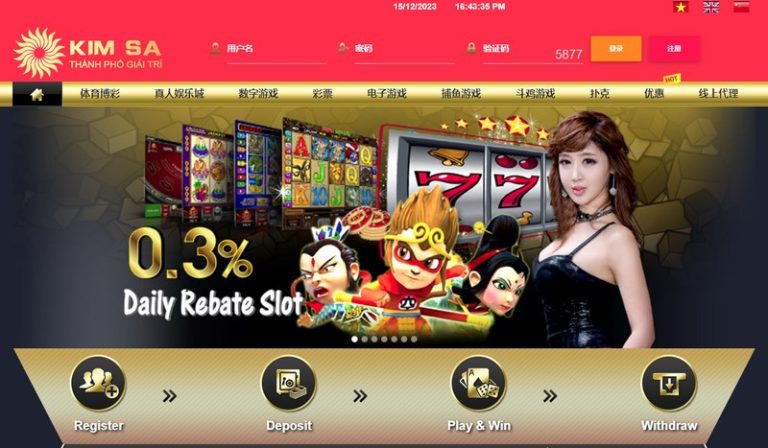 15/12/2023 16:43:35 PM
KIM SA
THÀNH PHỐ GIẢI TRÍ
用户名 密码 验证码 5877 登录 注册
HOT
体育博彩 真人娱乐城 数字游戏 彩票 电子游戏 捕鱼游戏 斗鸡游戏 扑克 优惠 线上代理
0.3%
Daily Rebate Slot
Register Deposit Play & Win Withdraw